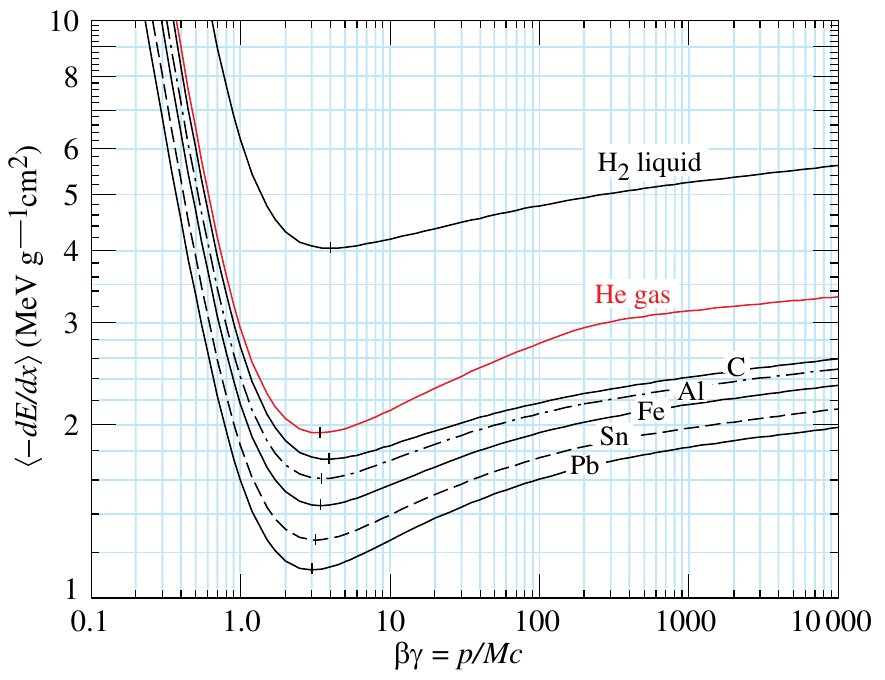 10
8
6
5
4
3
2
1
⟨–dE/dx⟩ (MeV g—1cm2)
H2 liquid
He gas
C
Al
Fe
Sn
Pb
0.1 1.0 10 100 1000 10 000
βγ = p/Mc